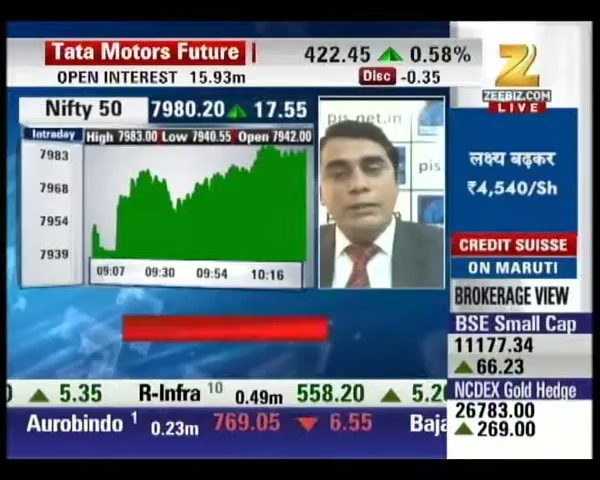 Tata Motors Future
422.45 0.58%
OPEN INTEREST 15.93m
Disc -0.35
ZEEBIZ.COM
LIVE
Nifty 50 7980.20 17.55
Intraday High 7983.00 Low 7940.55 Open 7942.00
7983
7968
7954
7939
09:07 09:30 09:54 10:16
pis.net.in
pis
लक्ष्य बढ़कर
₹4,540/Sh
CREDIT SUISSE
ON MARUTI
BROKERAGE VIEW
BSE Small Cap
11177.34
66.23
NCDEX Gold Hedge
26783.00
269.00
5.35 R-Infra 10 0.49m 558.20 5.20
Aurobindo 1 0.23m 769.05 6.55 Baja